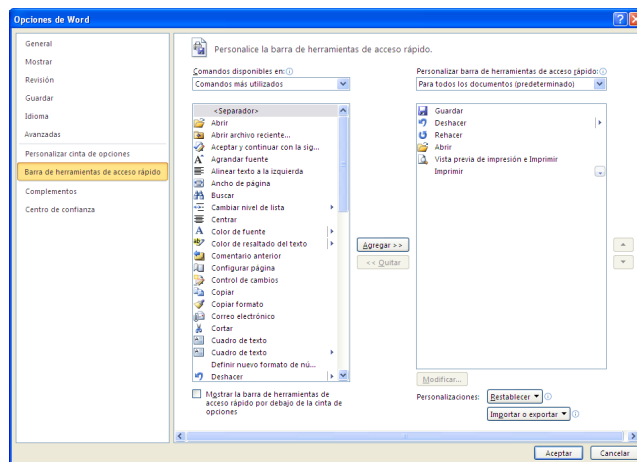 Opciones de Word
General
Mostrar
Revisión
Guardar
Idioma
Avanzadas
Personalizar cinta de opciones
Barra de herramientas de acceso rápido
Complementos
Centro de confianza
Personalice la barra de herramientas de acceso rápido.
Comandos disponibles en:
Comandos más utilizados
<Separador>
Abrir
Abrir archivo reciente...
Aceptar y continuar con la sig...
Agrandar fuente
Alinear texto a la izquierda
Ancho de página
Buscar
Cambiar nivel de lista
Centrar
Color de fuente
Color de resaltado del texto
Comentario anterior
Configurar página
Control de cambios
Copiar
Copiar formato
Correo electrónico
Cortar
Cuadro de texto
Cuadro de texto
Definir nuevo formato de nú...
Deshacer
Mostrar la barra de herramientas de
acceso rápido por debajo de la cinta de
opciones
Agregar >>
<< Quitar
Personalizar barra de herramientas de acceso rápido:
Para todos los documentos (predeterminado)
Guardar
Deshacer
Rehacer
Abrir
Vista previa de impresión e Imprimir
Imprimir
Modificar...
Personalizaciones:
Restablecer
Importar o exportar
Aceptar
Cancelar